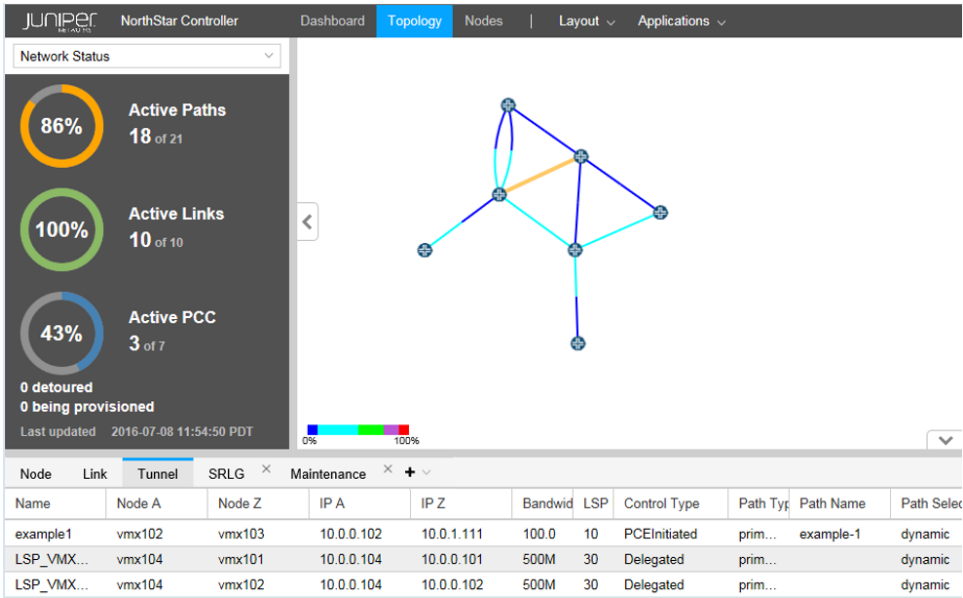 JUNIPER NorthStar Controller Dashboard Topology Nodes | Layout Applications
NETWORKS
Network Status
86% Active Paths
18 of 21
100% Active Links
10 of 10
43% Active PCC
3 of 7
0 detoured
0 being provisioned
Last updated 2016-07-08 11:54:50 PDT
0% 100%
Node Link Tunnel SRLG × Maintenance × +
Name Node A Node Z IP A IP Z Bandwid LSP Control Type Path Typ Path Name Path Selec
example1 vmx102 vmx103 10.0.0.102 10.0.1.111 100.0 10 PCEInitiated prim... example-1 dynamic
LSP_VMX... vmx104 vmx101 10.0.0.104 10.0.0.101 500M 30 Delegated prim... dynamic
LSP_VMX... vmx104 vmx102 10.0.0.104 10.0.0.102 500M 30 Delegated prim... dynamic